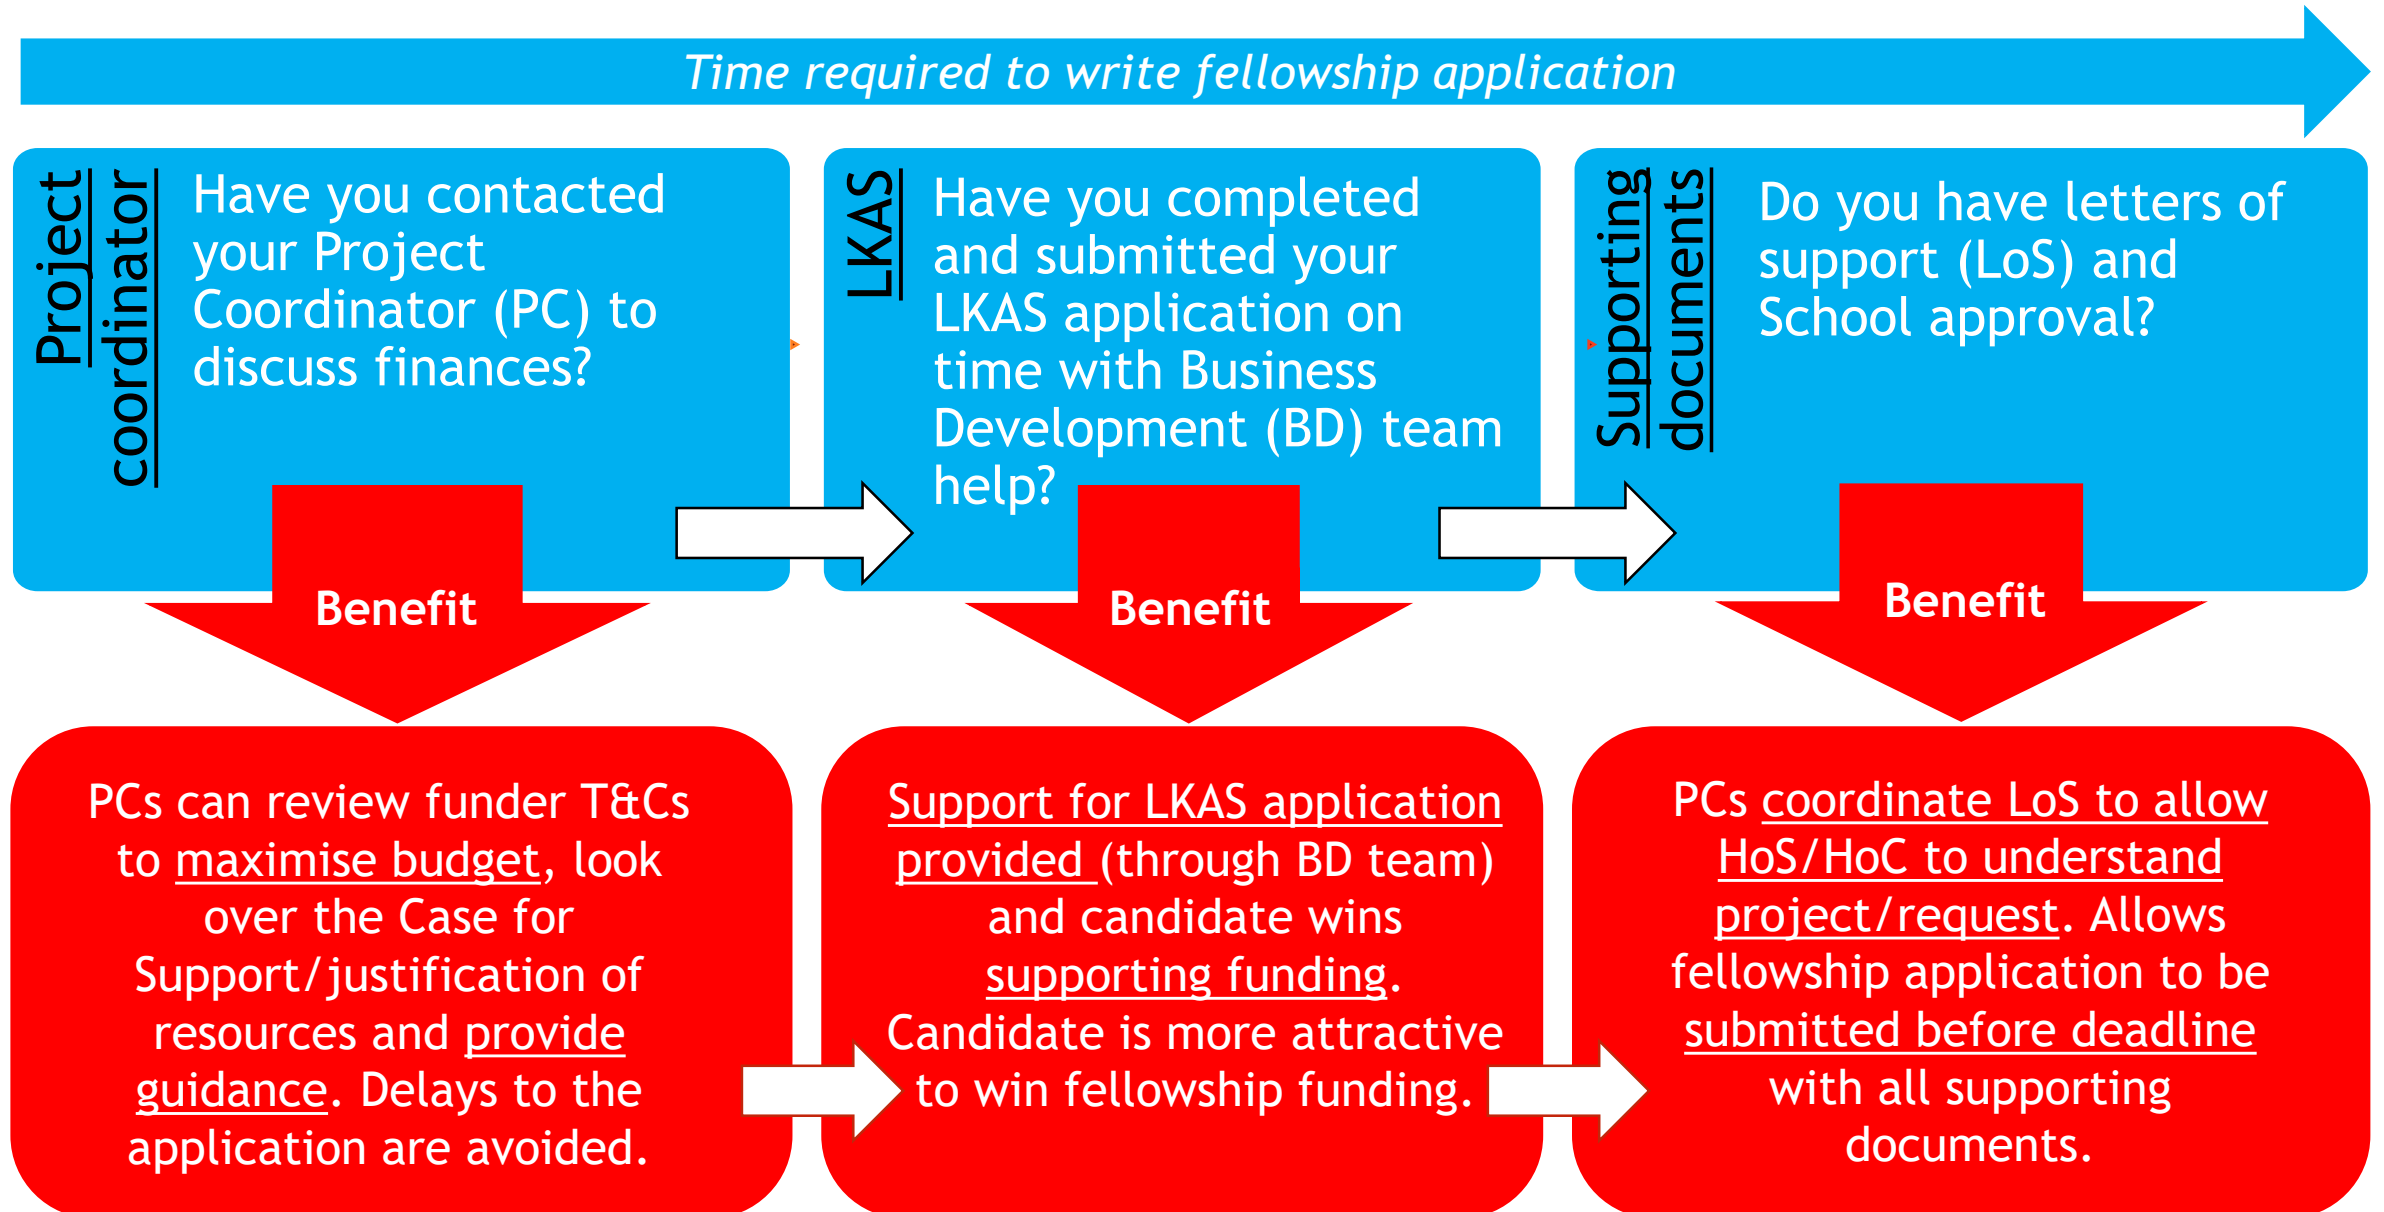 Time required to write fellowship application
Project
coordinator
Have you contacted
your Project
Coordinator (PC) to
discuss finances?
LKAS
Have you completed
and submitted your
LKAS application on
time with Business
Development (BD) team
help?
Supporting
documents
Do you have letters of
support (LoS) and
School approval?
Benefit
Benefit
Benefit
PCs can review funder T&Cs
to maximise budget, look
over the Case for
Support/justification of
resources and provide
guidance. Delays to the
application are avoided.
Support for LKAS application
provided (through BD team)
and candidate wins
supporting funding.
Candidate is more attractive
to win fellowship funding.
PCs coordinate LoS to allow
HoS/HoC to understand
project/request. Allows
fellowship application to be
submitted before deadline
with all supporting
documents.